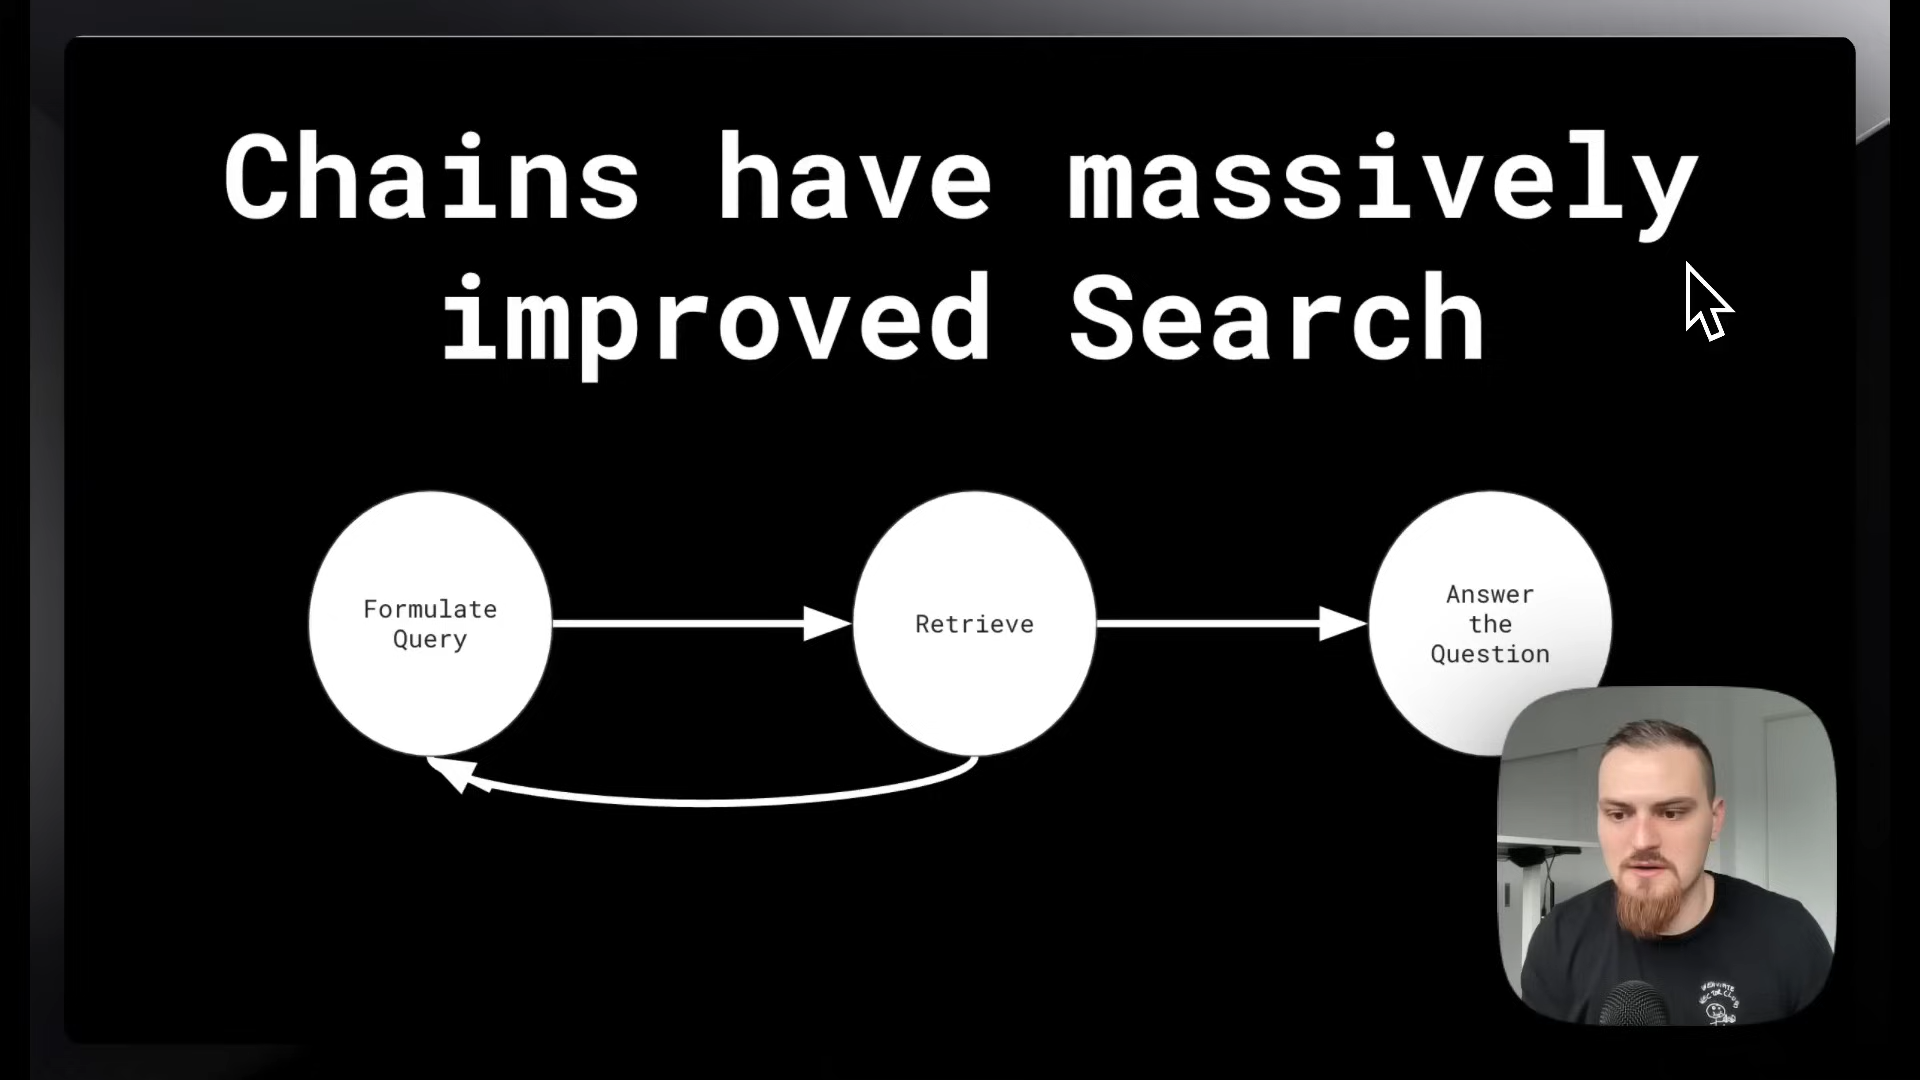 Chains have massively
improved Search
Formulate
Query
Retrieve
Answer
the
Question